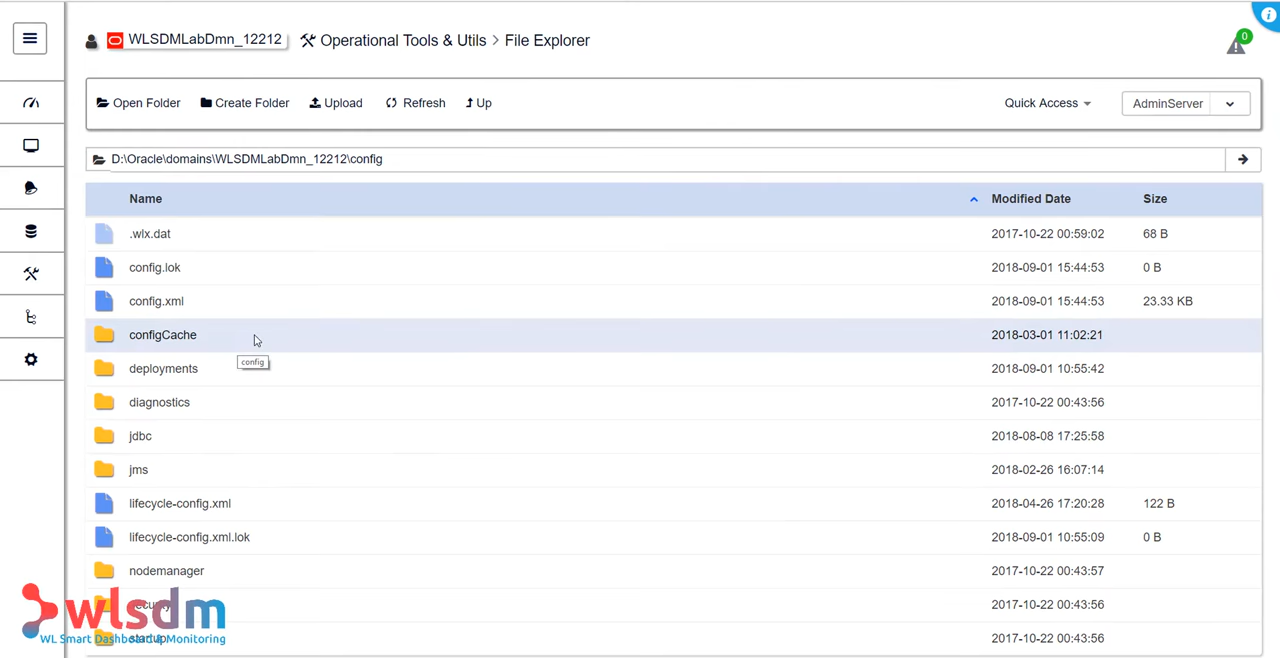 WLSDMLabDmn_12212 Operational Tools & Utils > File Explorer
0
Open Folder Create Folder Upload Refresh Up Quick Access AdminServer
D:\Oracle\domains\WLSDMLabDmn_12212\config
Name Modified Date Size
.wlx.dat 2017-10-22 00:59:02 68 B
config.lok 2018-09-01 15:44:53 0 B
config.xml 2018-09-01 15:44:53 23.33 KB
configCache 2018-03-01 11:02:21
config
deployments 2018-09-01 10:55:42
diagnostics 2017-10-22 00:43:56
jdbc 2018-08-08 17:25:58
jms 2018-02-26 16:07:14
lifecycle-config.xml 2018-04-26 17:20:28 122 B
lifecycle-config.xml.lok 2018-09-01 10:55:09 0 B
nodemanager 2017-10-22 00:43:57
security 2017-10-22 00:43:56
wlsdm
startup 2017-10-22 00:43:56
WL Smart Dashboard & Monitoring